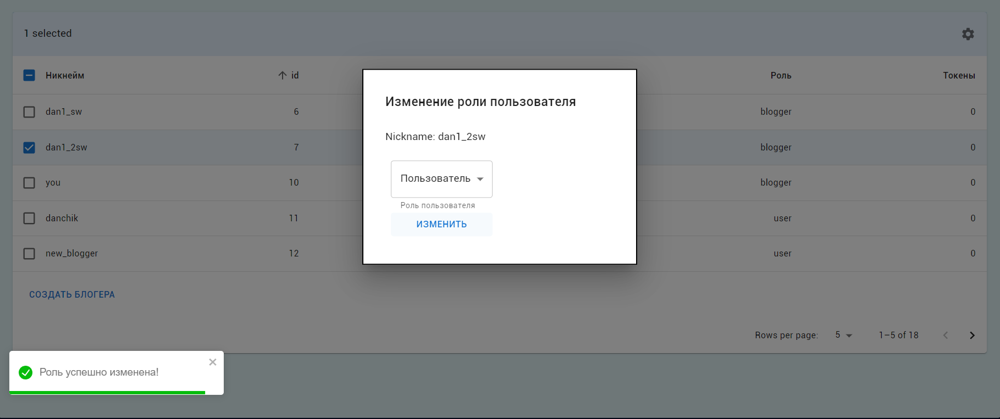 1 selected
Никнейм id Роль Токены
dan1_sw 6 blogger 0
dan1_2sw 7 blogger 0
you 10 blogger 0
danchik 11 user 0
new_blogger 12 user 0
Изменение роли пользователя
Nickname: dan1_2sw
Пользователь
Роль пользователя
ИЗМЕНИТЬ
СОЗДАТЬ БЛОГЕРА
Rows per page: 5 1–5 of 18
Роль успешно изменена!